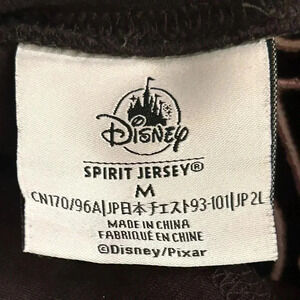 Disney
SPIRIT JERSEY®
M
CN170/96A|JP日本チェスト93-101|JP 2L
MADE IN CHINA
FABRIQUÉ EN CHINE
©Disney/Pixar